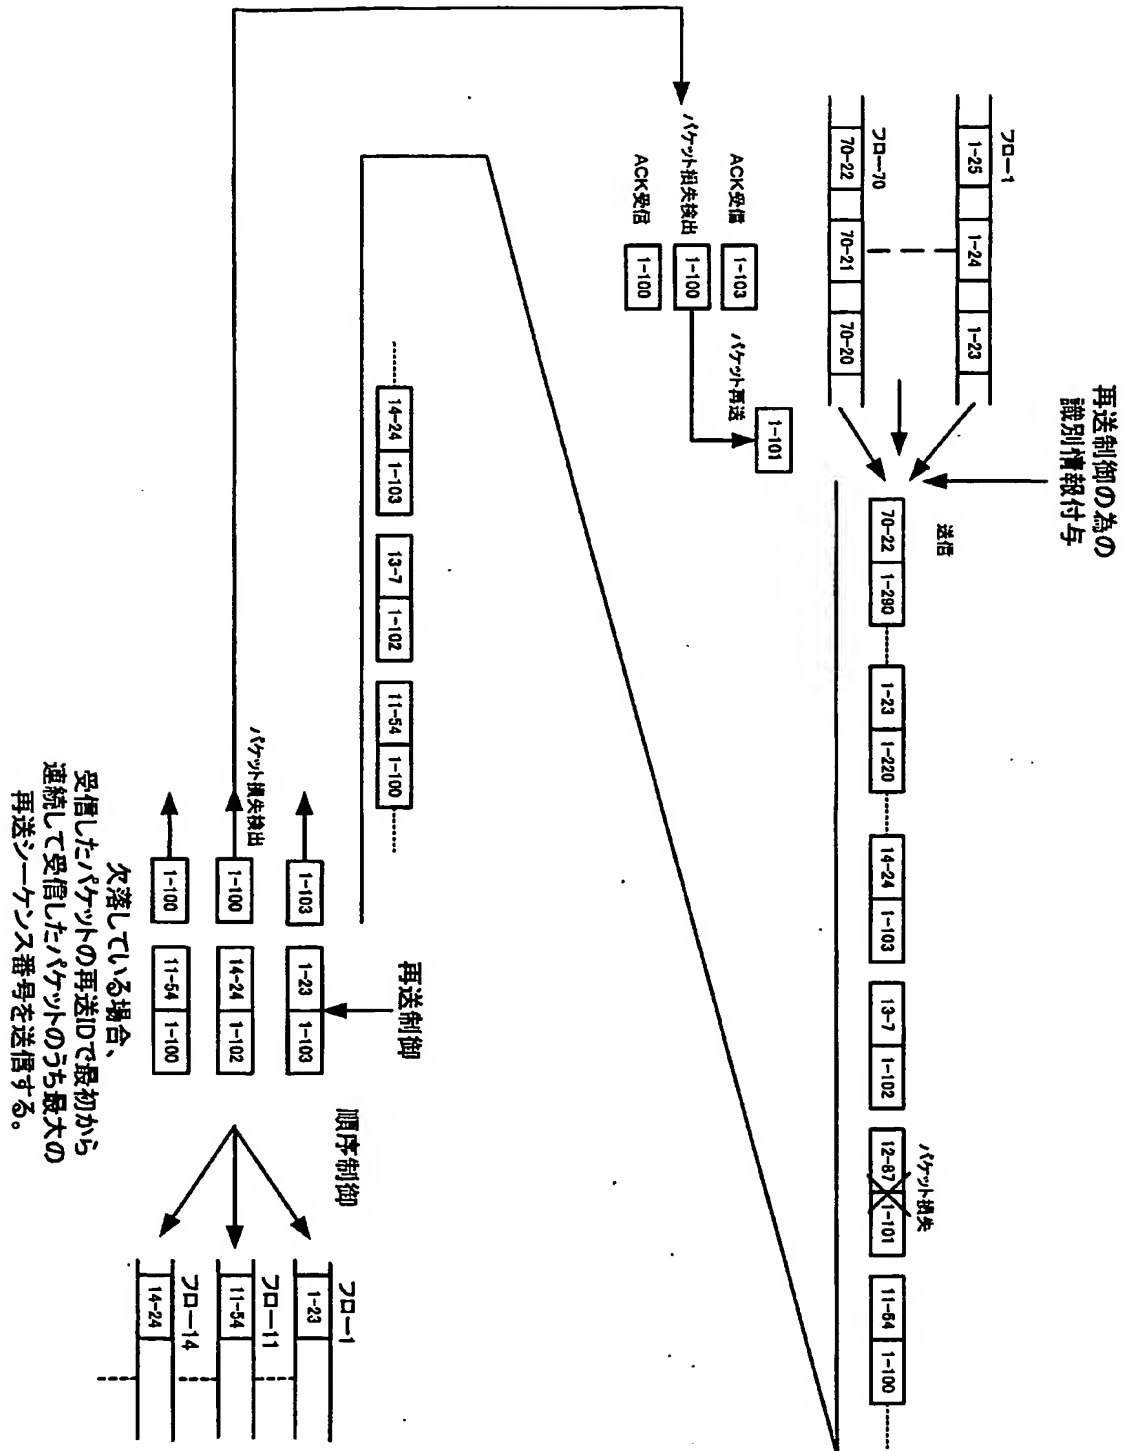 再送制御の為の
識別情報付与
フロー1
1-25
1-24
1-23
フロー70
70-22
70-21
70-20
送信
70-22
1-290
1-23
1-220
14-24
1-103
13-7
1-102
パケット損失
12-87
1-101
11-54
1-100
ACK受信
1-103
パケット損失検出
1-100
ACK受信
1-100
パケット再送
1-101
14-24
1-103
13-7
1-102
11-54
1-100
再送制御
1-103
1-23
1-103
パケット損失検出
1-100
14-24
1-102
1-100
11-54
1-100
順序制御
フロー1
1-23
フロー11
11-54
フロー14
14-24
欠落している場合、
受信したパケットの再送IDで最初から
連続して受信したパケットのうち最大の
再送シーケンス番号を送信する。